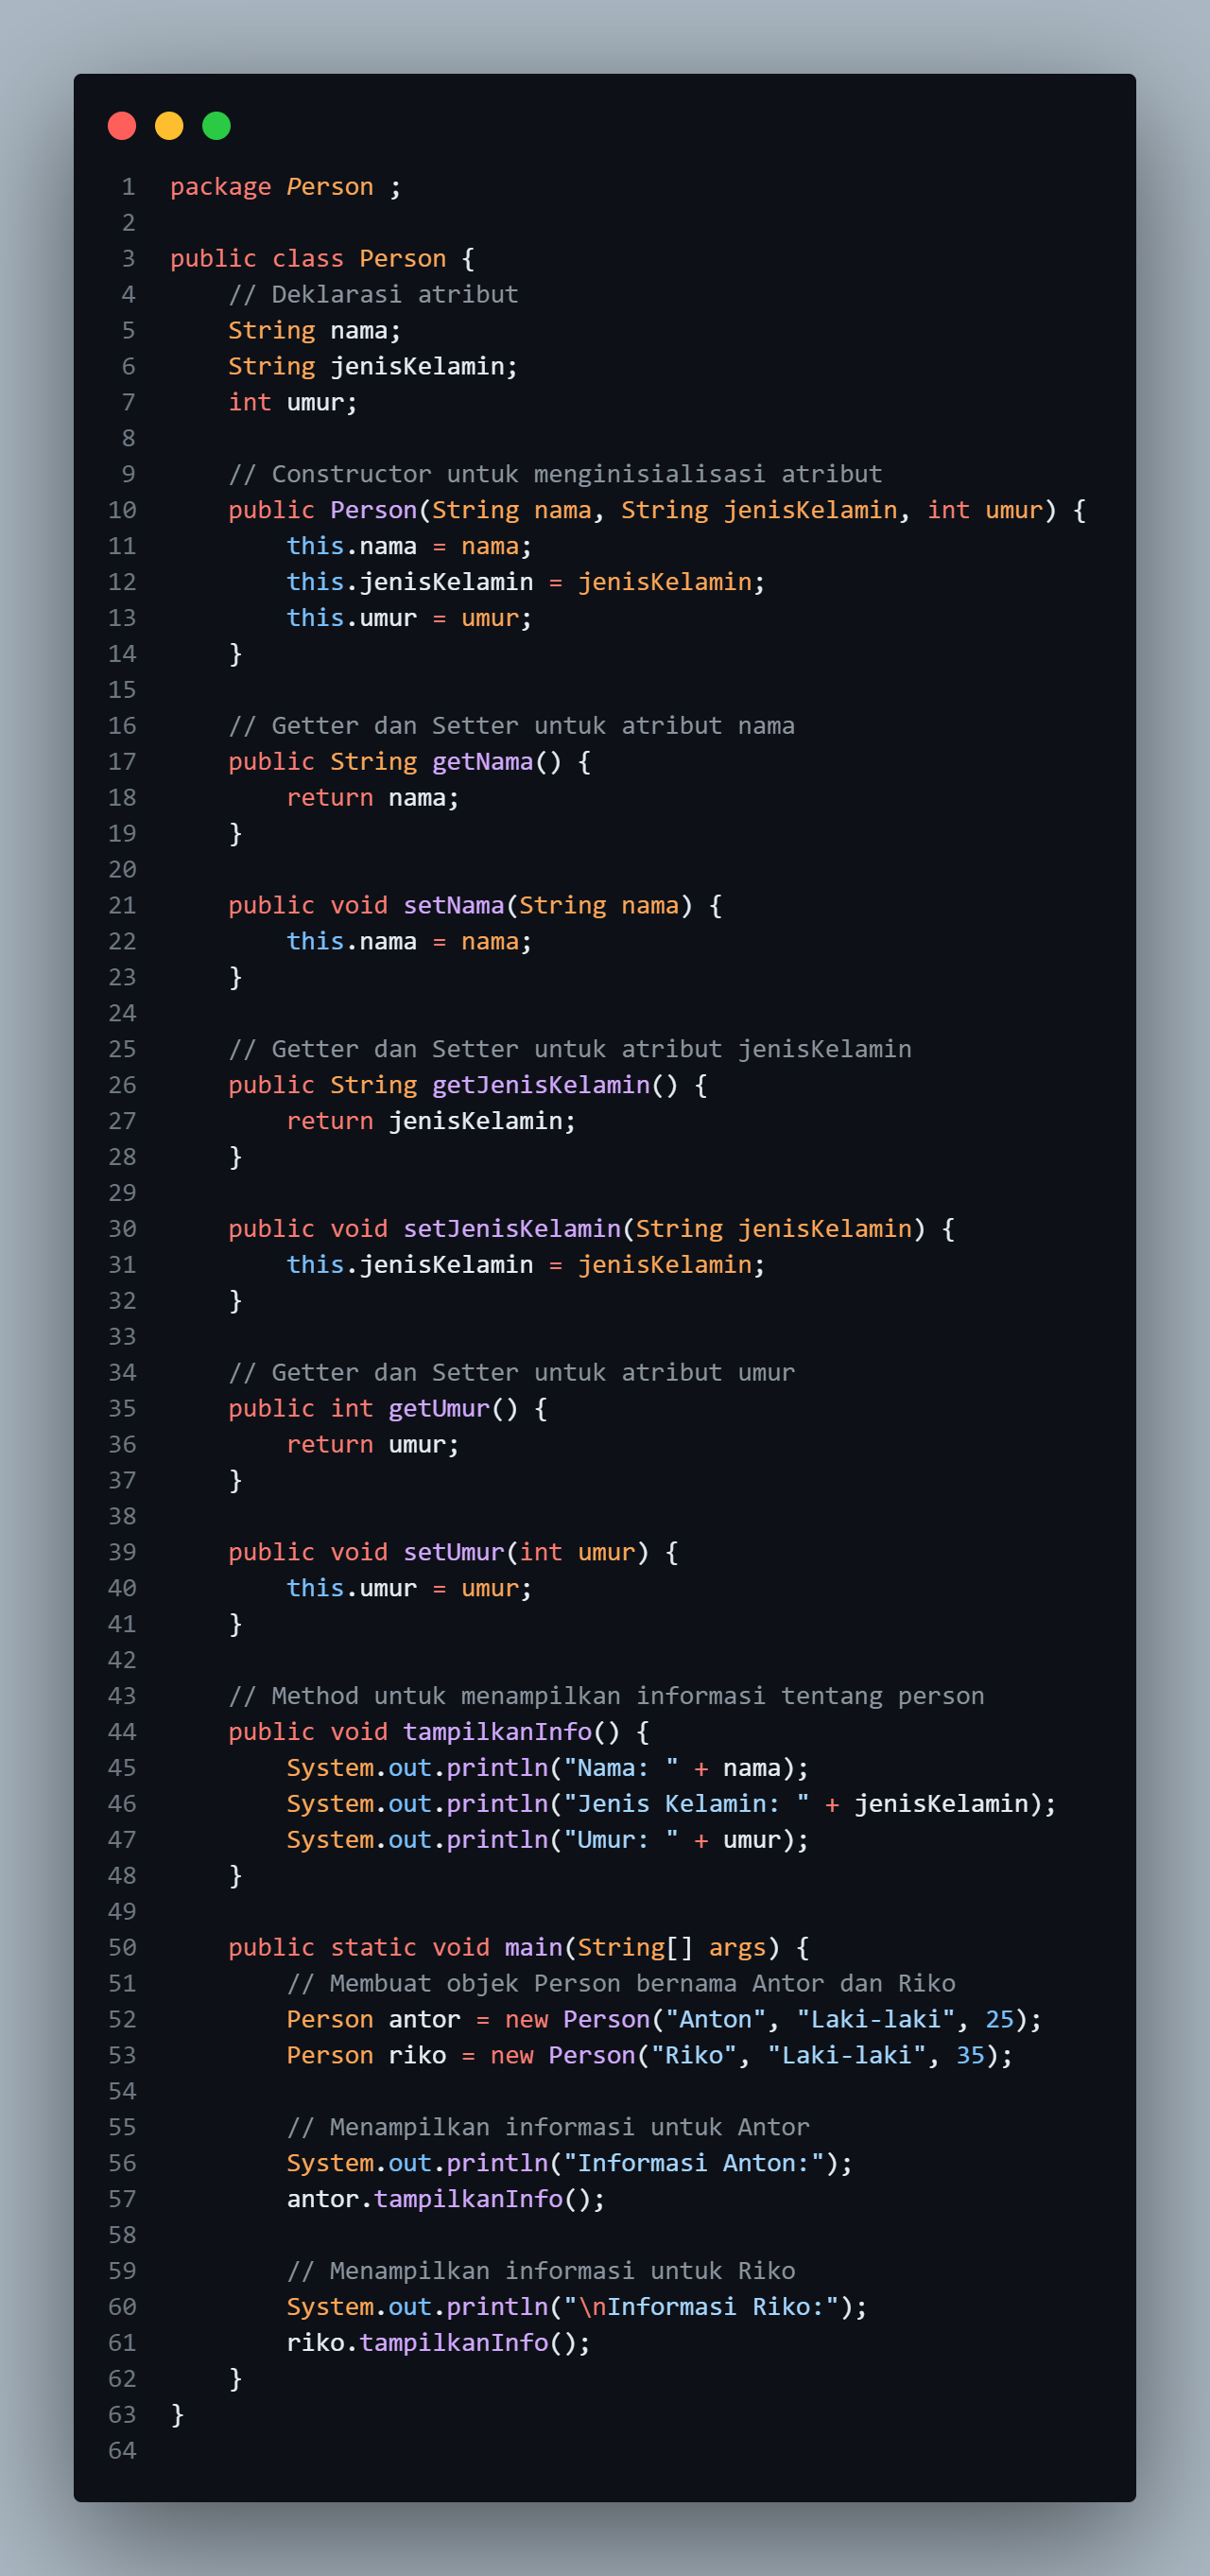 1 package Person ;
2
3 public class Person {
4     // Deklarasi atribut
5     String nama;
6     String jenisKelamin;
7     int umur;
8
9     // Constructor untuk menginisialisasi atribut
10     public Person(String nama, String jenisKelamin, int umur) {
11         this.nama = nama;
12         this.jenisKelamin = jenisKelamin;
13         this.umur = umur;
14     }
15
16     // Getter dan Setter untuk atribut nama
17     public String getNama() {
18         return nama;
19     }
20
21     public void setNama(String nama) {
22         this.nama = nama;
23     }
24
25     // Getter dan Setter untuk atribut jenisKelamin
26     public String getJenisKelamin() {
27         return jenisKelamin;
28     }
29
30     public void setJenisKelamin(String jenisKelamin) {
31         this.jenisKelamin = jenisKelamin;
32     }
33
34     // Getter dan Setter untuk atribut umur
35     public int getUmur() {
36         return umur;
37     }
38
39     public void setUmur(int umur) {
40         this.umur = umur;
41     }
42
43     // Method untuk menampilkan informasi tentang person
44     public void tampilkanInfo() {
45         System.out.println("Nama: " + nama);
46         System.out.println("Jenis Kelamin: " + jenisKelamin);
47         System.out.println("Umur: " + umur);
48     }
49
50     public static void main(String[] args) {
51         // Membuat objek Person bernama Antor dan Riko
52         Person antor = new Person("Anton", "Laki-laki", 25);
53         Person riko = new Person("Riko", "Laki-laki", 35);
54
55         // Menampilkan informasi untuk Antor
56         System.out.println("Informasi Anton:");
57         antor.tampilkanInfo();
58
59         // Menampilkan informasi untuk Riko
60         System.out.println("\nInformasi Riko:");
61         riko.tampilkanInfo();
62     }
63 }
64